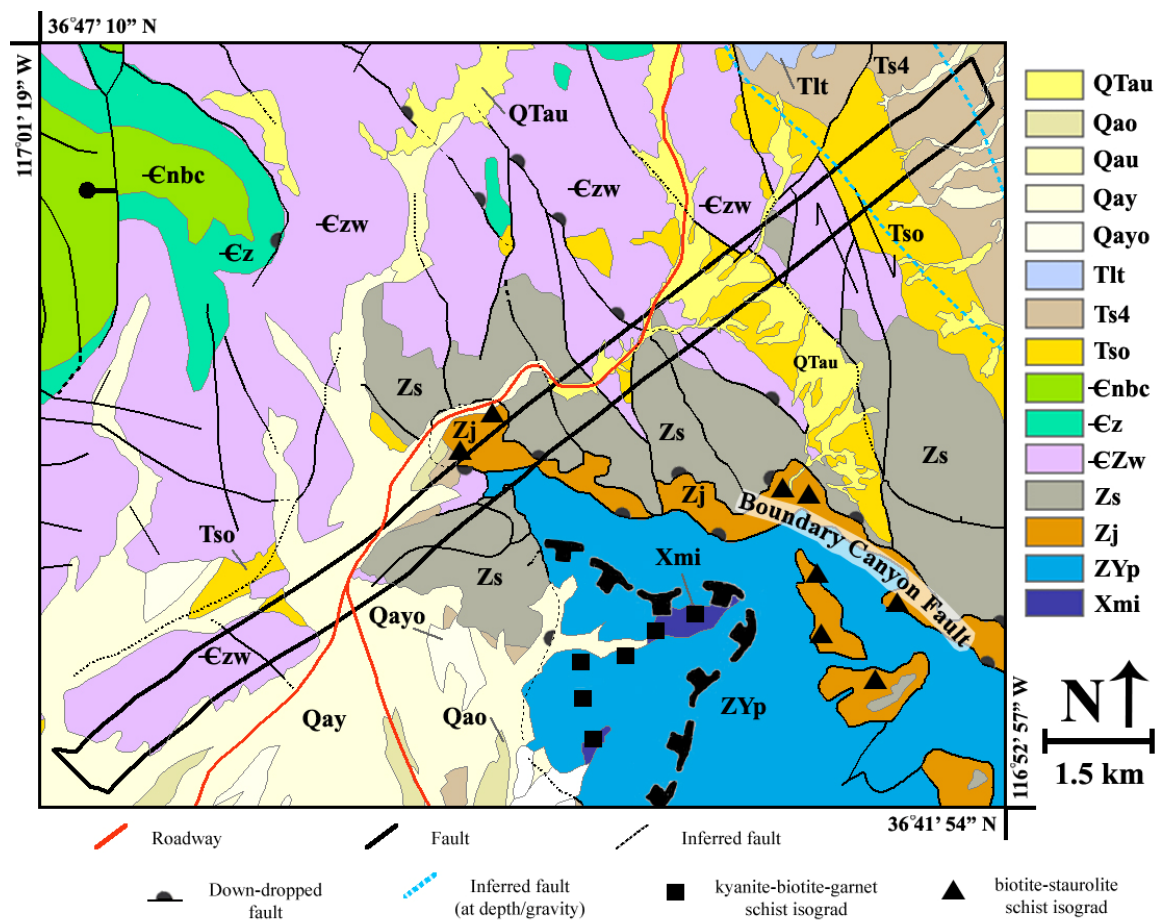 36°47' 10" N
117°01' 19" W
Tlt
Ts4
QTau
Єnbc
Єzw
Єzw
Єzw
Єz
Tso
QTau
Zs
Zj
Zs
Zs
Zj
Boundary Canyon Fault
Tso
Zs
Xmi
Qayo
Єzw
ZYp
Qay
Qao
QTau
Qao
Qau
Qay
Qayo
Tlt
Ts4
Tso
Єnbc
Єz
ЄZw
Zs
Zj
ZYp
Xmi
N
1.5 km
116°52' 57" W
36°41' 54" N
Roadway
Fault
Inferred fault
Down-dropped
fault
Inferred fault
(at depth/gravity)
kyanite-biotite-garnet
schist isograd
biotite-staurolite
schist isograd